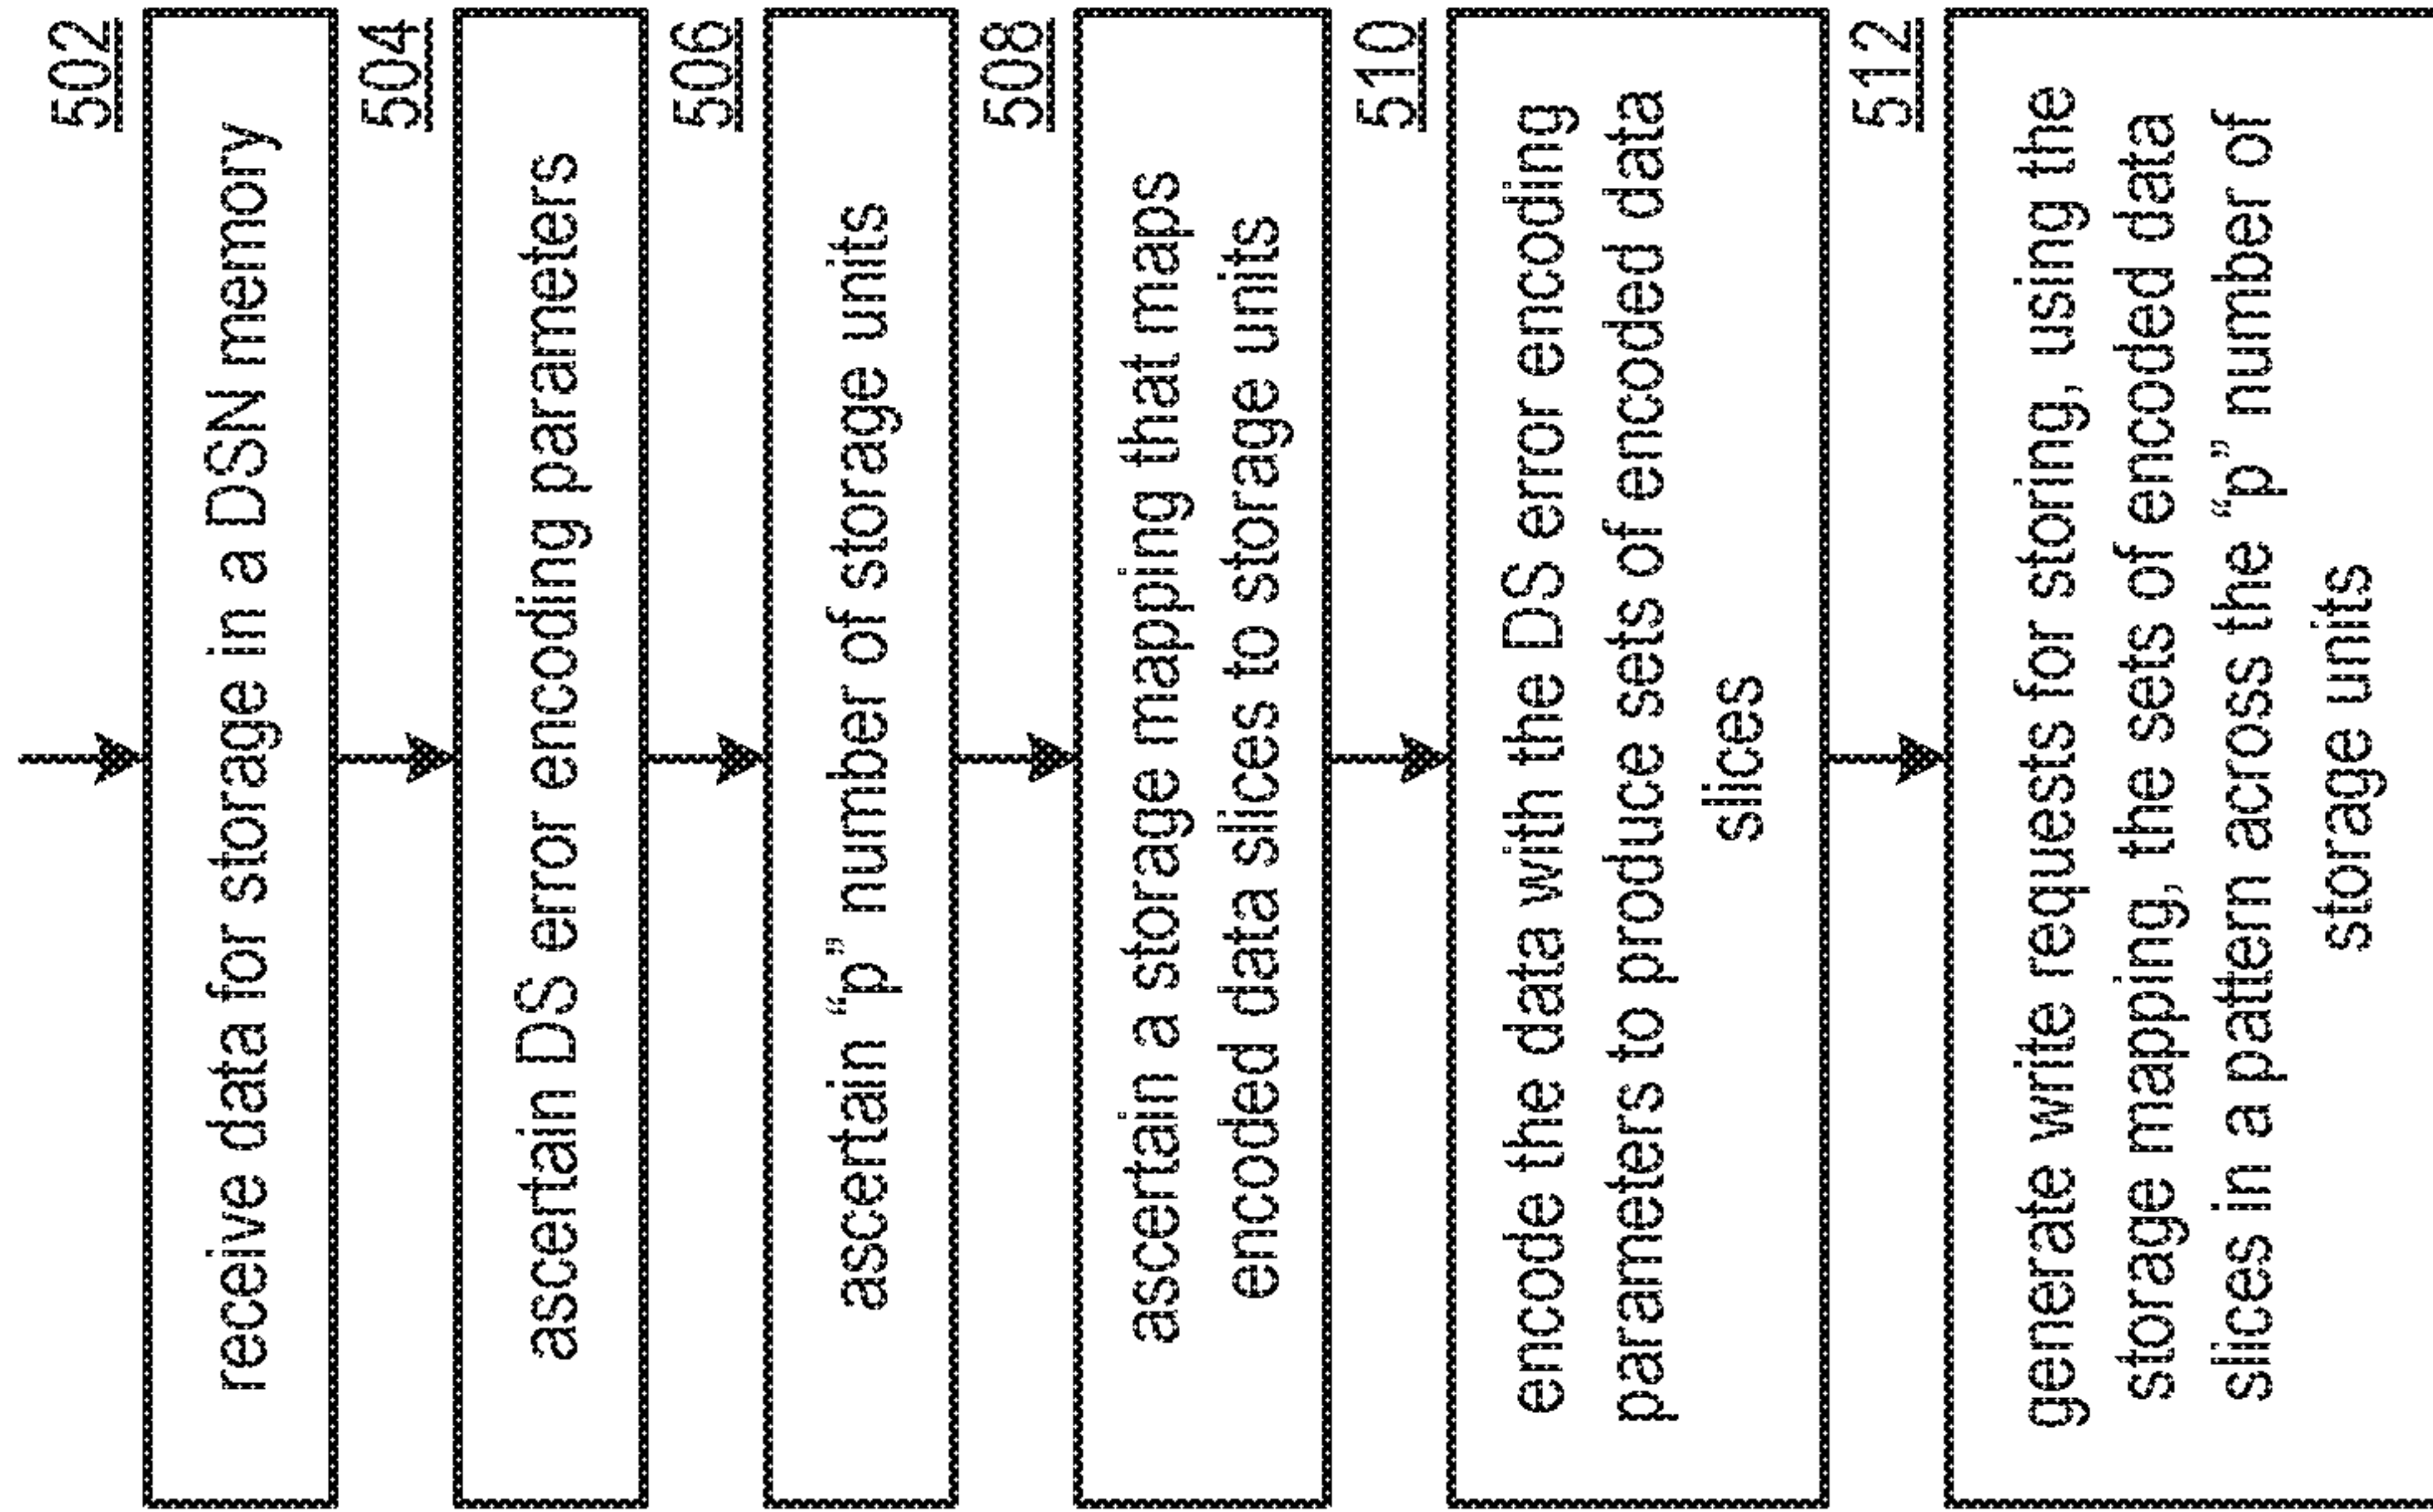 502
receive data for storage in a DSN memory
504
ascertain DS error encoding parameters
506
ascertain “p” number of storage units
508
ascertain a storage mapping that maps
encoded data slices to storage units
510
encode the data with the DS error encoding
parameters to produce sets of encoded data
slices
512
generate write requests for storing, using the
storage mapping, the sets of encoded data
slices in a pattern across the “p” number of
storage units